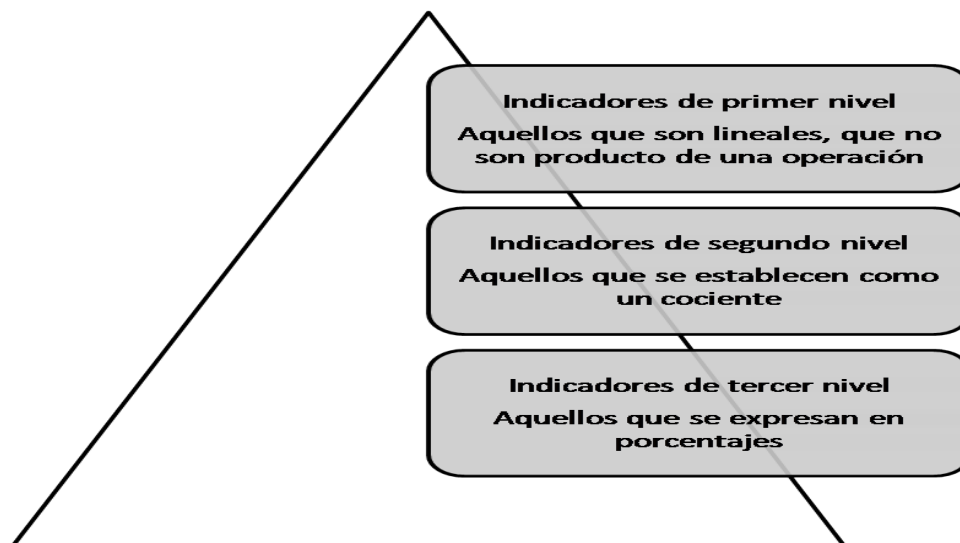 Indicadores de primer nivel
Aquellos que son lineales, que no
son producto de una operación
Indicadores de segundo nivel
Aquellos que se establecen como
un cociente
Indicadores de tercer nivel
Aquellos que se expresan en
porcentajes